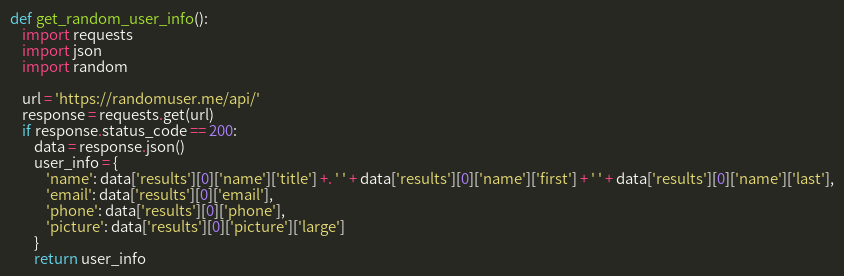 def get_random_user_info():
    import requests
    import json
    import random

    url = 'https://randomuser.me/api/'
    response = requests.get(url)
    if response.status_code == 200:
        data = response.json()
        user_info = {
            'name': data['results'][0]['name']['title'] +. ' ' + data['results'][0]['name']['first'] + ' ' + data['results'][0]['name']['last'],
            'email': data['results'][0]['email'],
            'phone': data['results'][0]['phone'],
            'picture': data['results'][0]['picture']['large']
        }
        return user_info